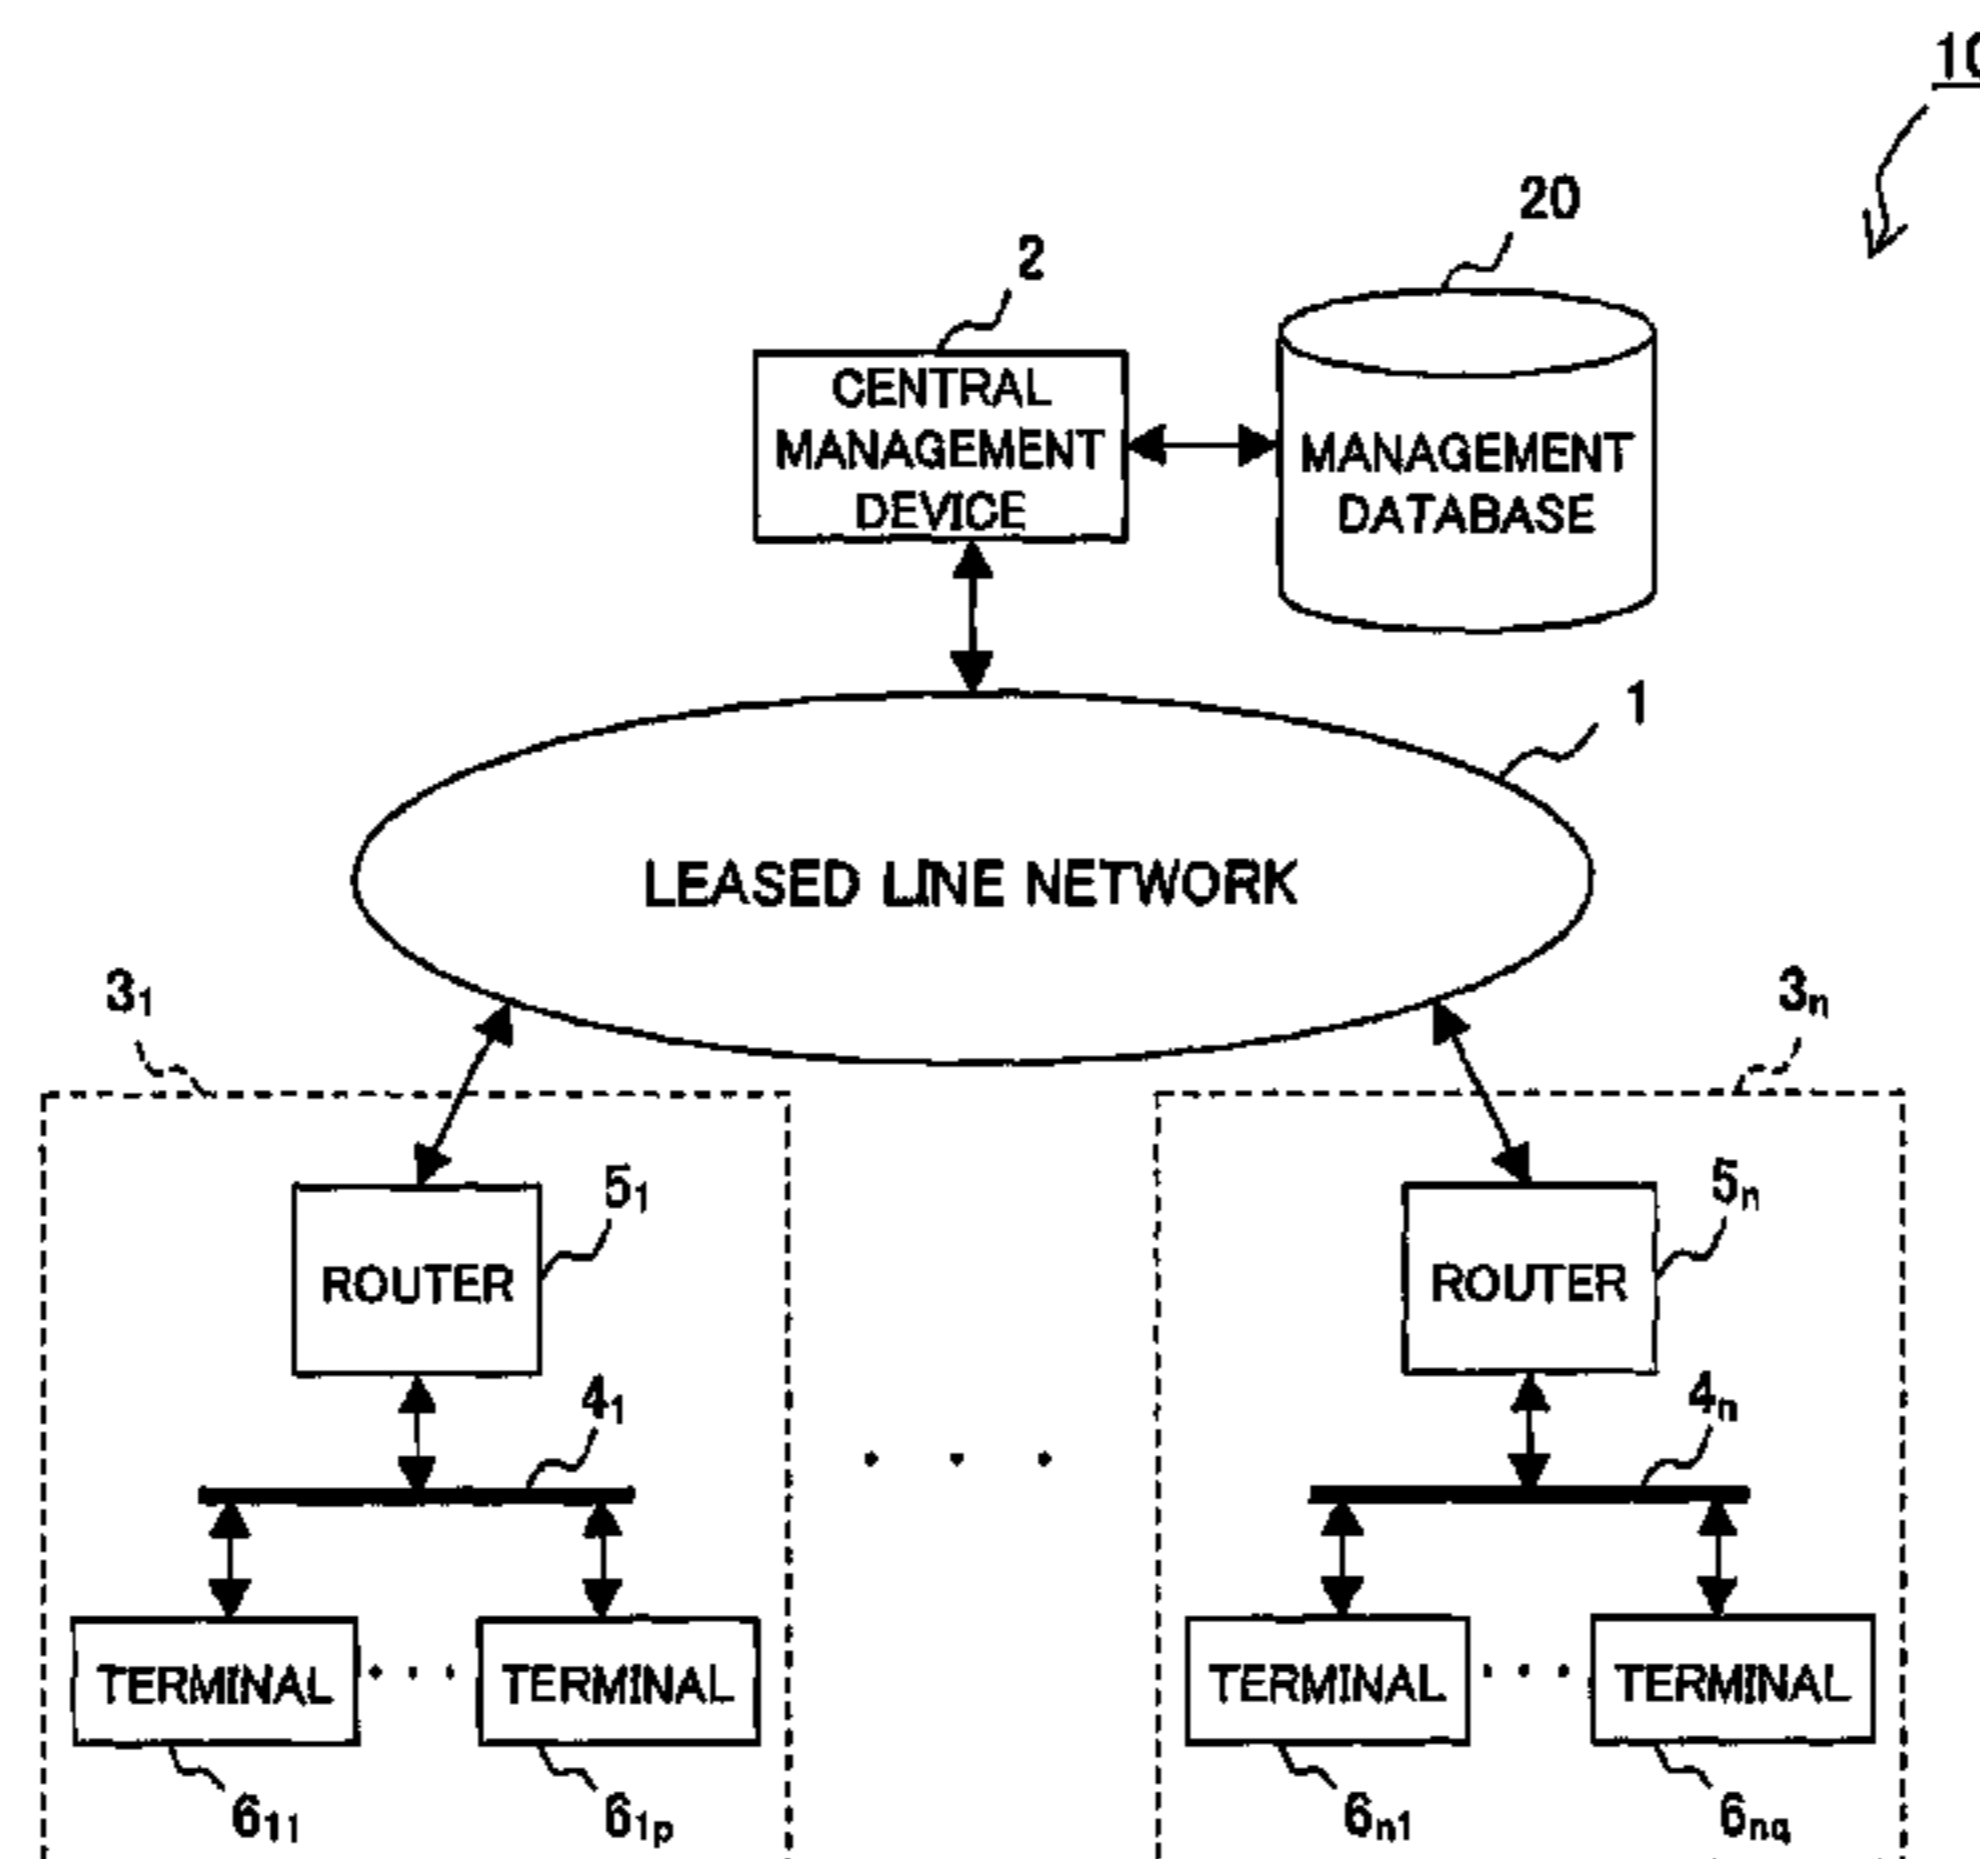 10
20
2
CENTRAL
MANAGEMENT
DEVICE
MANAGEMENT
DATABASE
1
LEASED LINE NETWORK
3₁
3ₙ
5₁
5ₙ
ROUTER
ROUTER
4₁
4ₙ
. . .
TERMINAL . . . TERMINAL
TERMINAL . . . TERMINAL
6₁₁
6₁ₚ
6ₙ₁
6nq